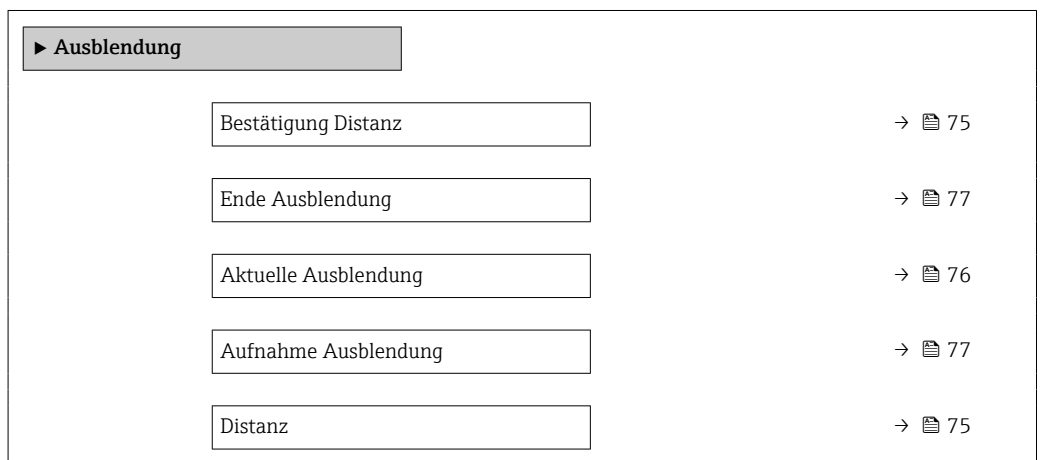 ▶ Ausblendung
Bestätigung Distanz → 75
Ende Ausblendung → 77
Aktuelle Ausblendung → 76
Aufnahme Ausblendung → 77
Distanz → 75